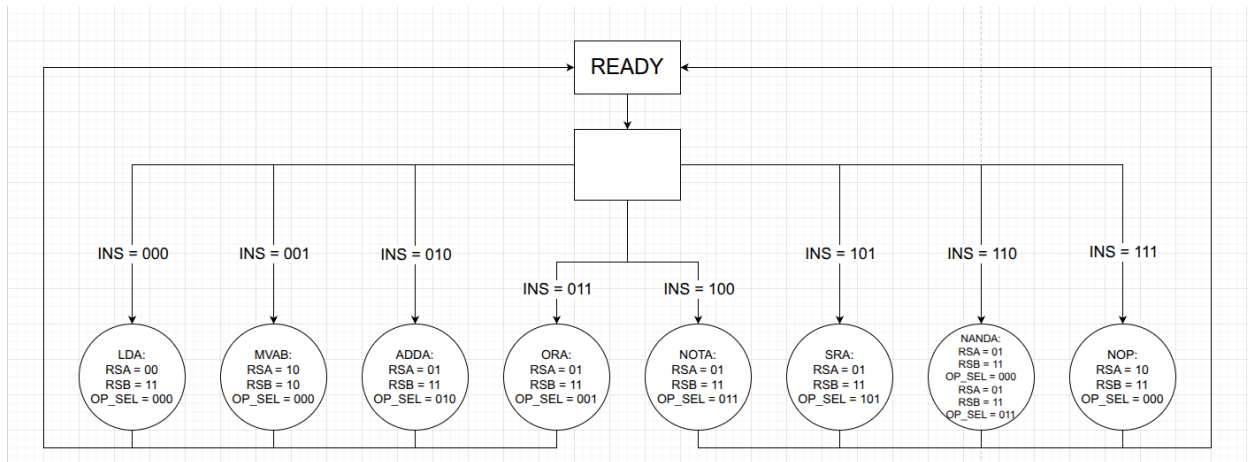 READY
INS = 000
INS = 001
INS = 010
INS = 011
INS = 100
INS = 101
INS = 110
INS = 111
LDA:
RSA = 00
RSB = 11
OP_SEL = 000
MVAB:
RSA = 10
RSB = 10
OP_SEL = 000
ADDA:
RSA = 01
RSB = 11
OP_SEL = 010
ORA:
RSA = 01
RSB = 11
OP_SEL = 001
NOTA:
RSA = 01
RSB = 11
OP_SEL = 011
SRA:
RSA = 01
RSB = 11
OP_SEL = 101
NANDA:
RSA = 01
RSB = 11
OP_SEL = 000
RSA = 01
RSB = 11
OP_SEL = 011
NOP:
RSA = 10
RSB = 11
OP_SEL = 000